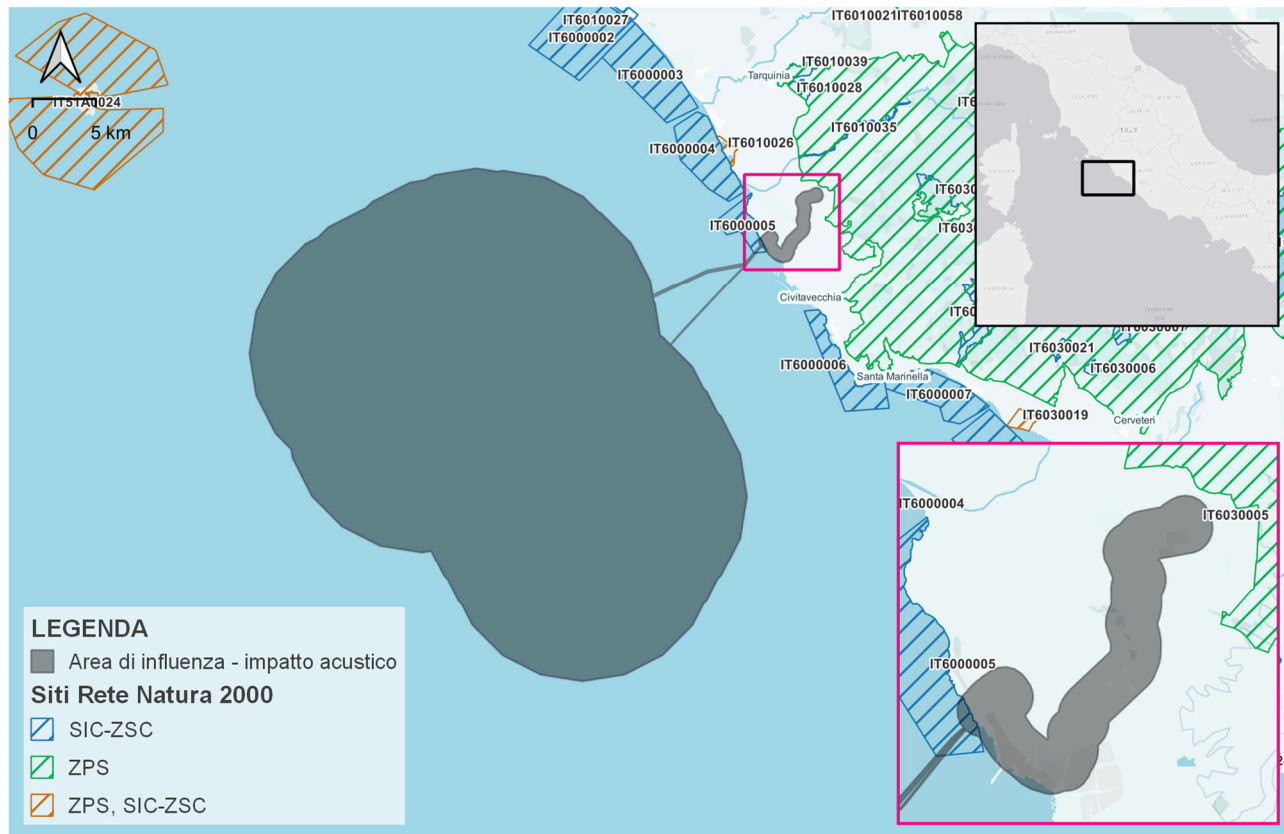 IT6010027
IT6000002
IT6010021
IT6010058
IT6000003
Tarquinia
IT6010039
IT6010028
IT51A0024
0
5 km
IT6010035
IT6010026
IT6000004
IT6000005
Civitavecchia
IT6000006
Santa Marinella
IT6030021
IT6030006
IT6000007
IT6030019
Cerveteri
ITALY
IT6000004
IT6030005
IT6000005
LEGENDA
Area di influenza - impatto acustico
Siti Rete Natura 2000
SIC-ZSC
ZPS
ZPS, SIC-ZSC